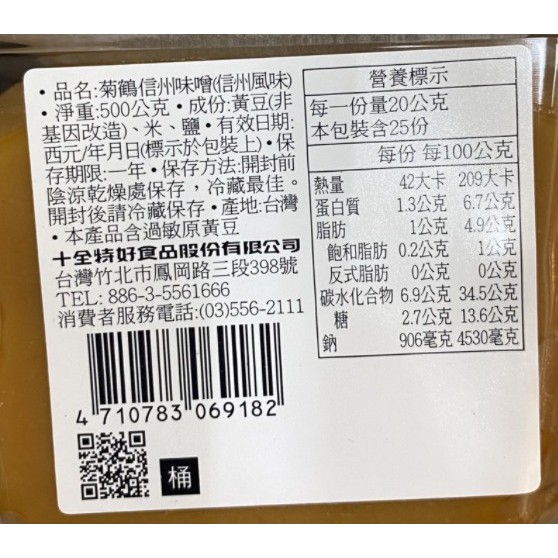 • 品名:菊鶴信州味噌(信州風味)
• 淨重:500公克 • 成份:黃豆(非
基因改造)、米、鹽 • 有效日期:
西元/年月日(標示於包裝上) • 保
存期限:一年 • 保存方法:開封前
陰涼乾燥處保存，冷藏最佳。
開封後請冷藏保存 • 產地:台灣
• 本產品含過敏原黃豆
十全特好食品股份有限公司
台灣竹北市鳳岡路三段398號
TEL: 886-3-5561666
消費者服務電話:(03)556-2111
4 710783 069182
桶
營養標示
每一份量20公克
本包裝含25份
每份 每100公克
熱量 42大卡 209大卡
蛋白質 1.3公克 6.7公克
脂肪 1公克 4.9公克
飽和脂肪 0.2公克 1公克
反式脂肪 0公克 0公克
碳水化合物 6.9公克 34.5公克
糖 2.7公克 13.6公克
鈉 906毫克 4530毫克